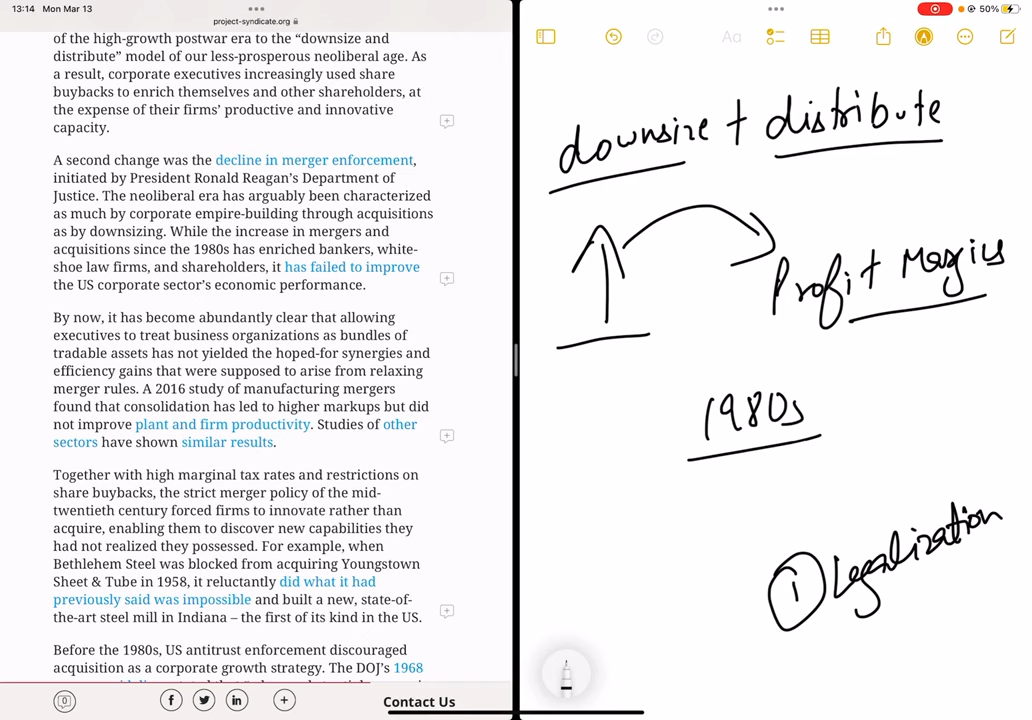 13:14 Mon Mar 13
project-syndicate.org
50%
of the high-growth postwar era to the “downsize and
distribute” model of our less-prosperous neoliberal age. As
a result, corporate executives increasingly used share
buybacks to enrich themselves and other shareholders, at
the expense of their firms’ productive and innovative
capacity.
A second change was the decline in merger enforcement,
initiated by President Ronald Reagan’s Department of
Justice. The neoliberal era has arguably been characterized
as much by corporate empire-building through acquisitions
as by downsizing. While the increase in mergers and
acquisitions since the 1980s has enriched bankers, white-
shoe law firms, and shareholders, it has failed to improve
the US corporate sector’s economic performance.
By now, it has become abundantly clear that allowing
executives to treat business organizations as bundles of
tradable assets has not yielded the hoped-for synergies and
efficiency gains that were supposed to arise from relaxing
merger rules. A 2016 study of manufacturing mergers
found that consolidation has led to higher markups but did
not improve plant and firm productivity. Studies of other
sectors have shown similar results.
Together with high marginal tax rates and restrictions on
share buybacks, the strict merger policy of the mid-
twentieth century forced firms to innovate rather than
acquire, enabling them to discover new capabilities they
had not realized they possessed. For example, when
Bethlehem Steel was blocked from acquiring Youngstown
Sheet & Tube in 1958, it reluctantly did what it had
previously said was impossible and built a new, state-of-
the-art steel mill in Indiana – the first of its kind in the US.
Before the 1980s, US antitrust enforcement discouraged
acquisition as a corporate growth strategy. The DOJ’s 1968
0
Contact Us
Aa
downsize + distribute
Profit Margins
1980s
1 Legalization